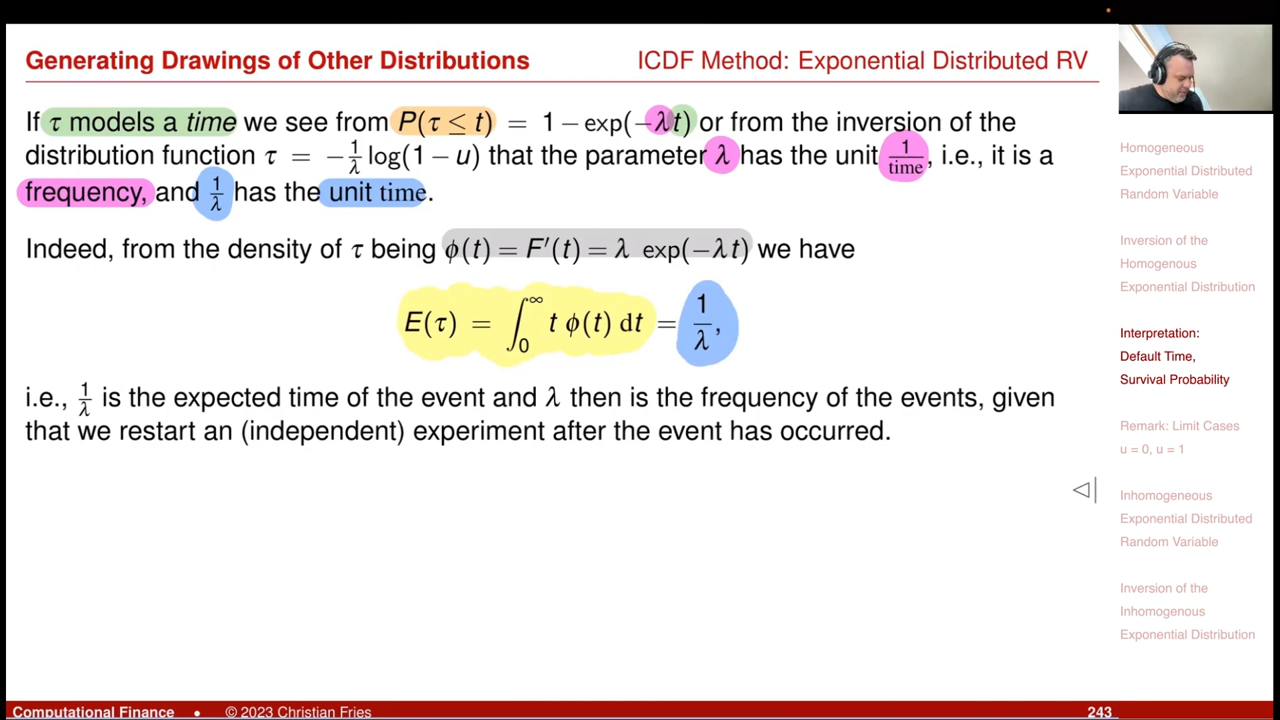 Generating Drawings of Other Distributions
ICDF Method: Exponential Distributed RV
If τ models a time we see from P(τ ≤ t) = 1 − exp(−λt) or from the inversion of the
distribution function τ = −1/λ log(1 − u) that the parameter λ has the unit 1/time, i.e., it is a
frequency, and 1/λ has the unit time.
Indeed, from the density of τ being ϕ(t) = F′(t) = λ exp(−λt) we have
E(τ) = ∫₀^∞ t ϕ(t) dt = 1/λ,
i.e., 1/λ is the expected time of the event and λ then is the frequency of the events, given
that we restart an (independent) experiment after the event has occurred.
Homogeneous
Exponential Distributed
Random Variable
Inversion of the
Homogenous
Exponential Distribution
Interpretation:
Default Time,
Survival Probability
Remark: Limit Cases
u = 0, u = 1
Inhomogeneous
Exponential Distributed
Random Variable
Inversion of the
Inhomogenous
Exponential Distribution
Computational Finance • © 2023 Christian Fries
243